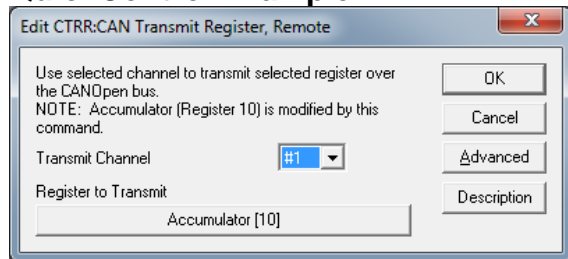 Edit CTRR:CAN Transmit Register, Remote
Use selected channel to transmit selected register over
the CANOpen bus.
NOTE: Accumulator (Register 10) is modified by this
command.
Transmit Channel
#1
Register to Transmit
Accumulator [10]
OK
Cancel
Advanced
Description